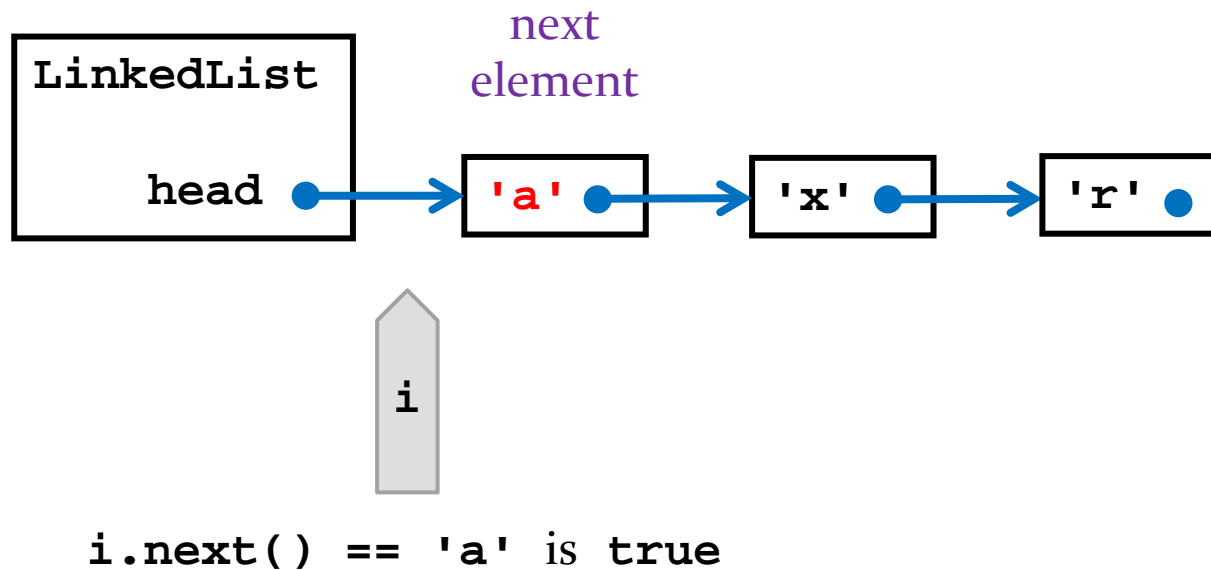 next
element
LinkedList
head
'a'
'x'
'r'
i
i.next() == 'a' is true